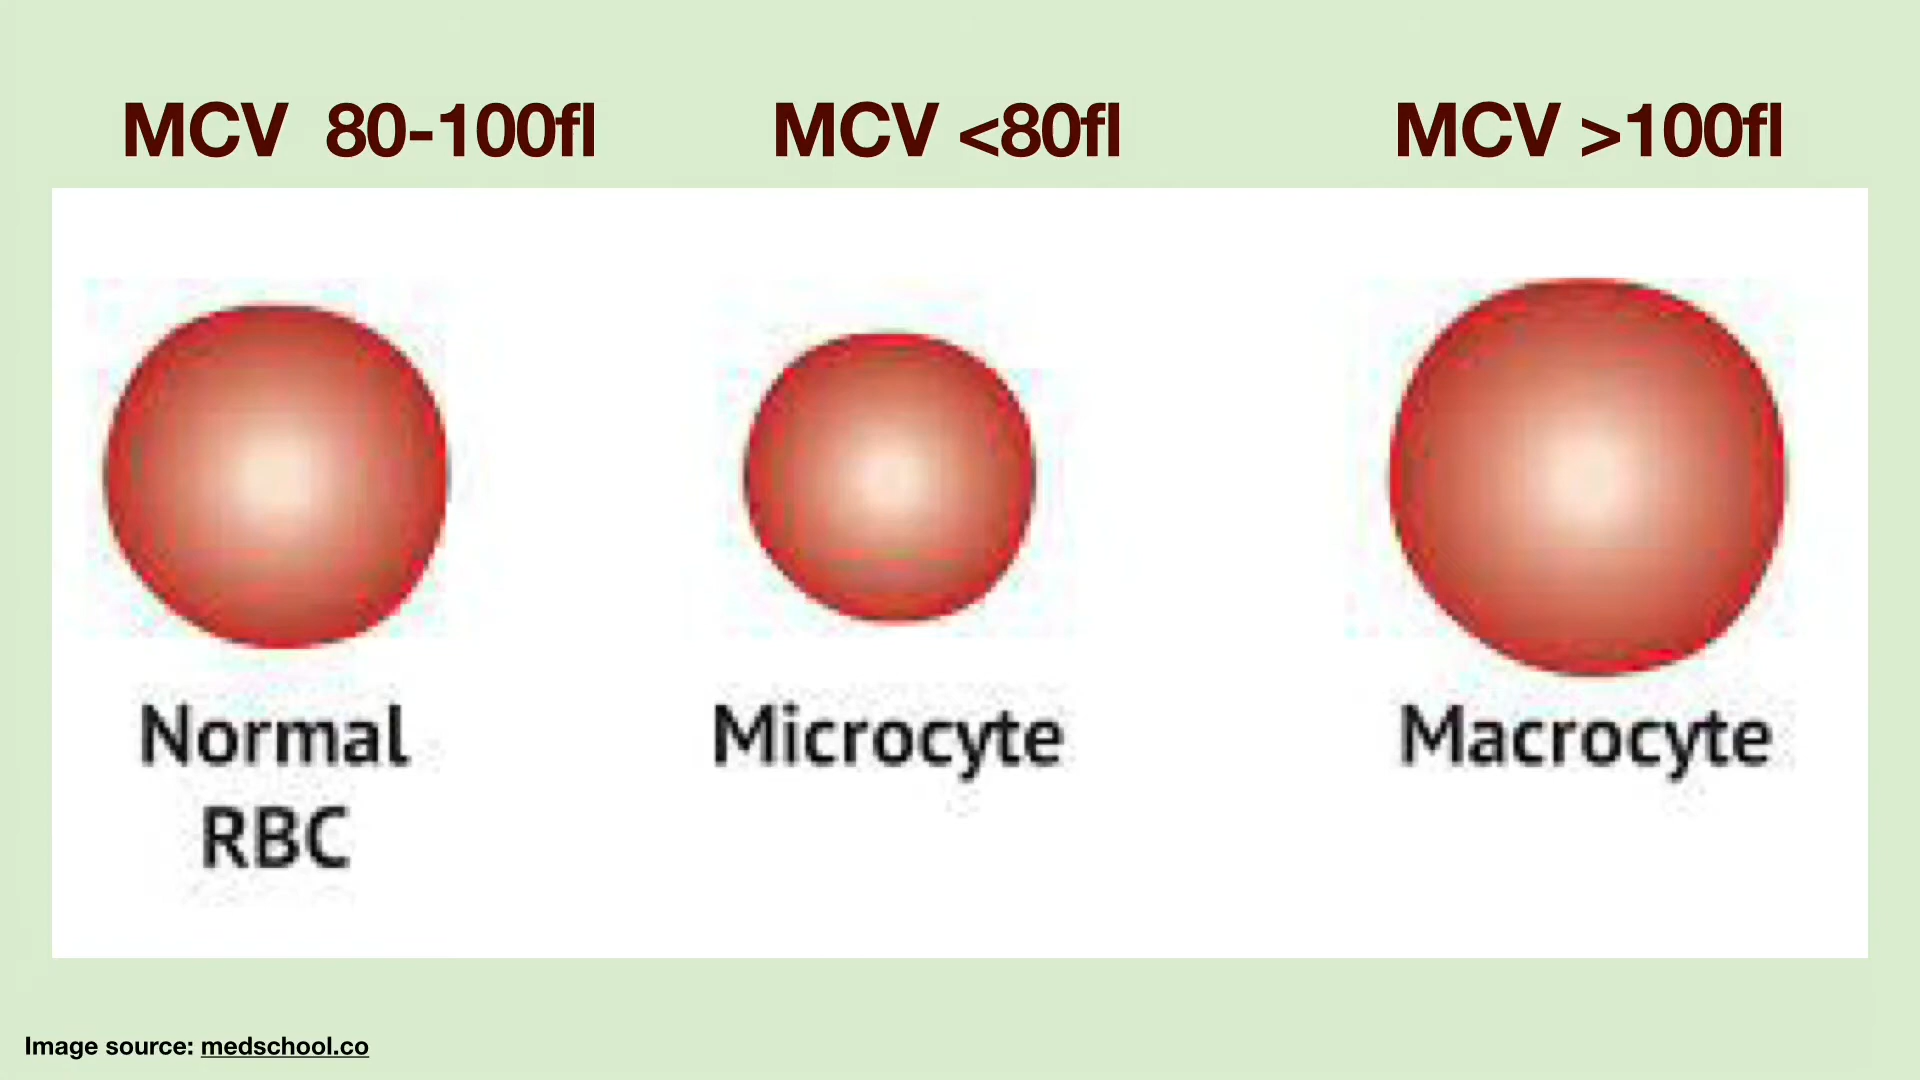 MCV 80-100fl
MCV <80fl
MCV >100fl
Normal
RBC
Microcyte
Macrocyte
Image source: medschool.co